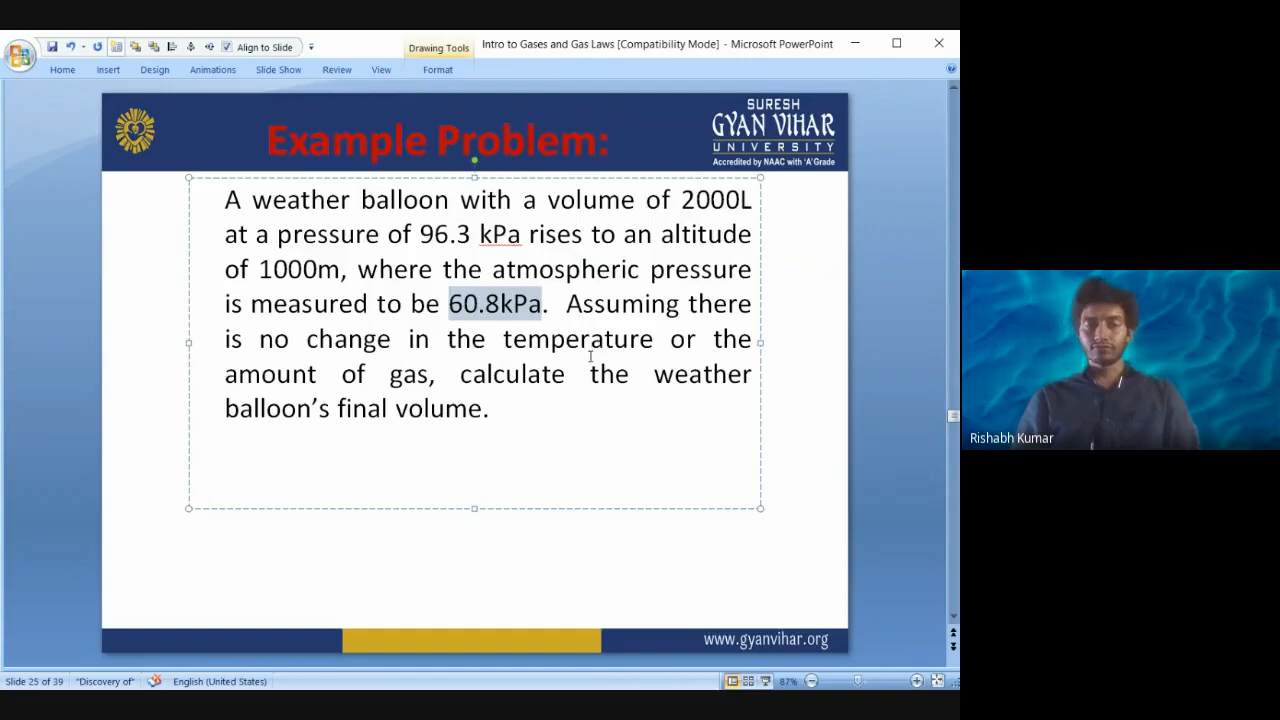 Align to Slide
Drawing Tools
Intro to Gases and Gas Laws [Compatibility Mode] - Microsoft PowerPoint
Home Insert Design Animations Slide Show Review View Format
Example Problem:
SURESH
GYAN VIHAR
UNIVERSITY
Accredited by NAAC with 'A'Grade
A weather balloon with a volume of 2000L
at a pressure of 96.3 kPa rises to an altitude
of 1000m, where the atmospheric pressure
is measured to be 60.8kPa. Assuming there
is no change in the temperature or the
amount of gas, calculate the weather
balloon’s final volume.
www.gyanvihar.org
Rishabh Kumar
Slide 25 of 39 "Discovery of" English (United States) 87%